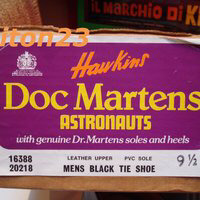 iron23
IL MARCHIO DI
Hawkins
Doc Martens
ASTRONAUTS
with genuine Dr. Martens soles and heels
16388 LEATHER UPPER PVC SOLE 9½
20218 MENS BLACK TIE SHOE